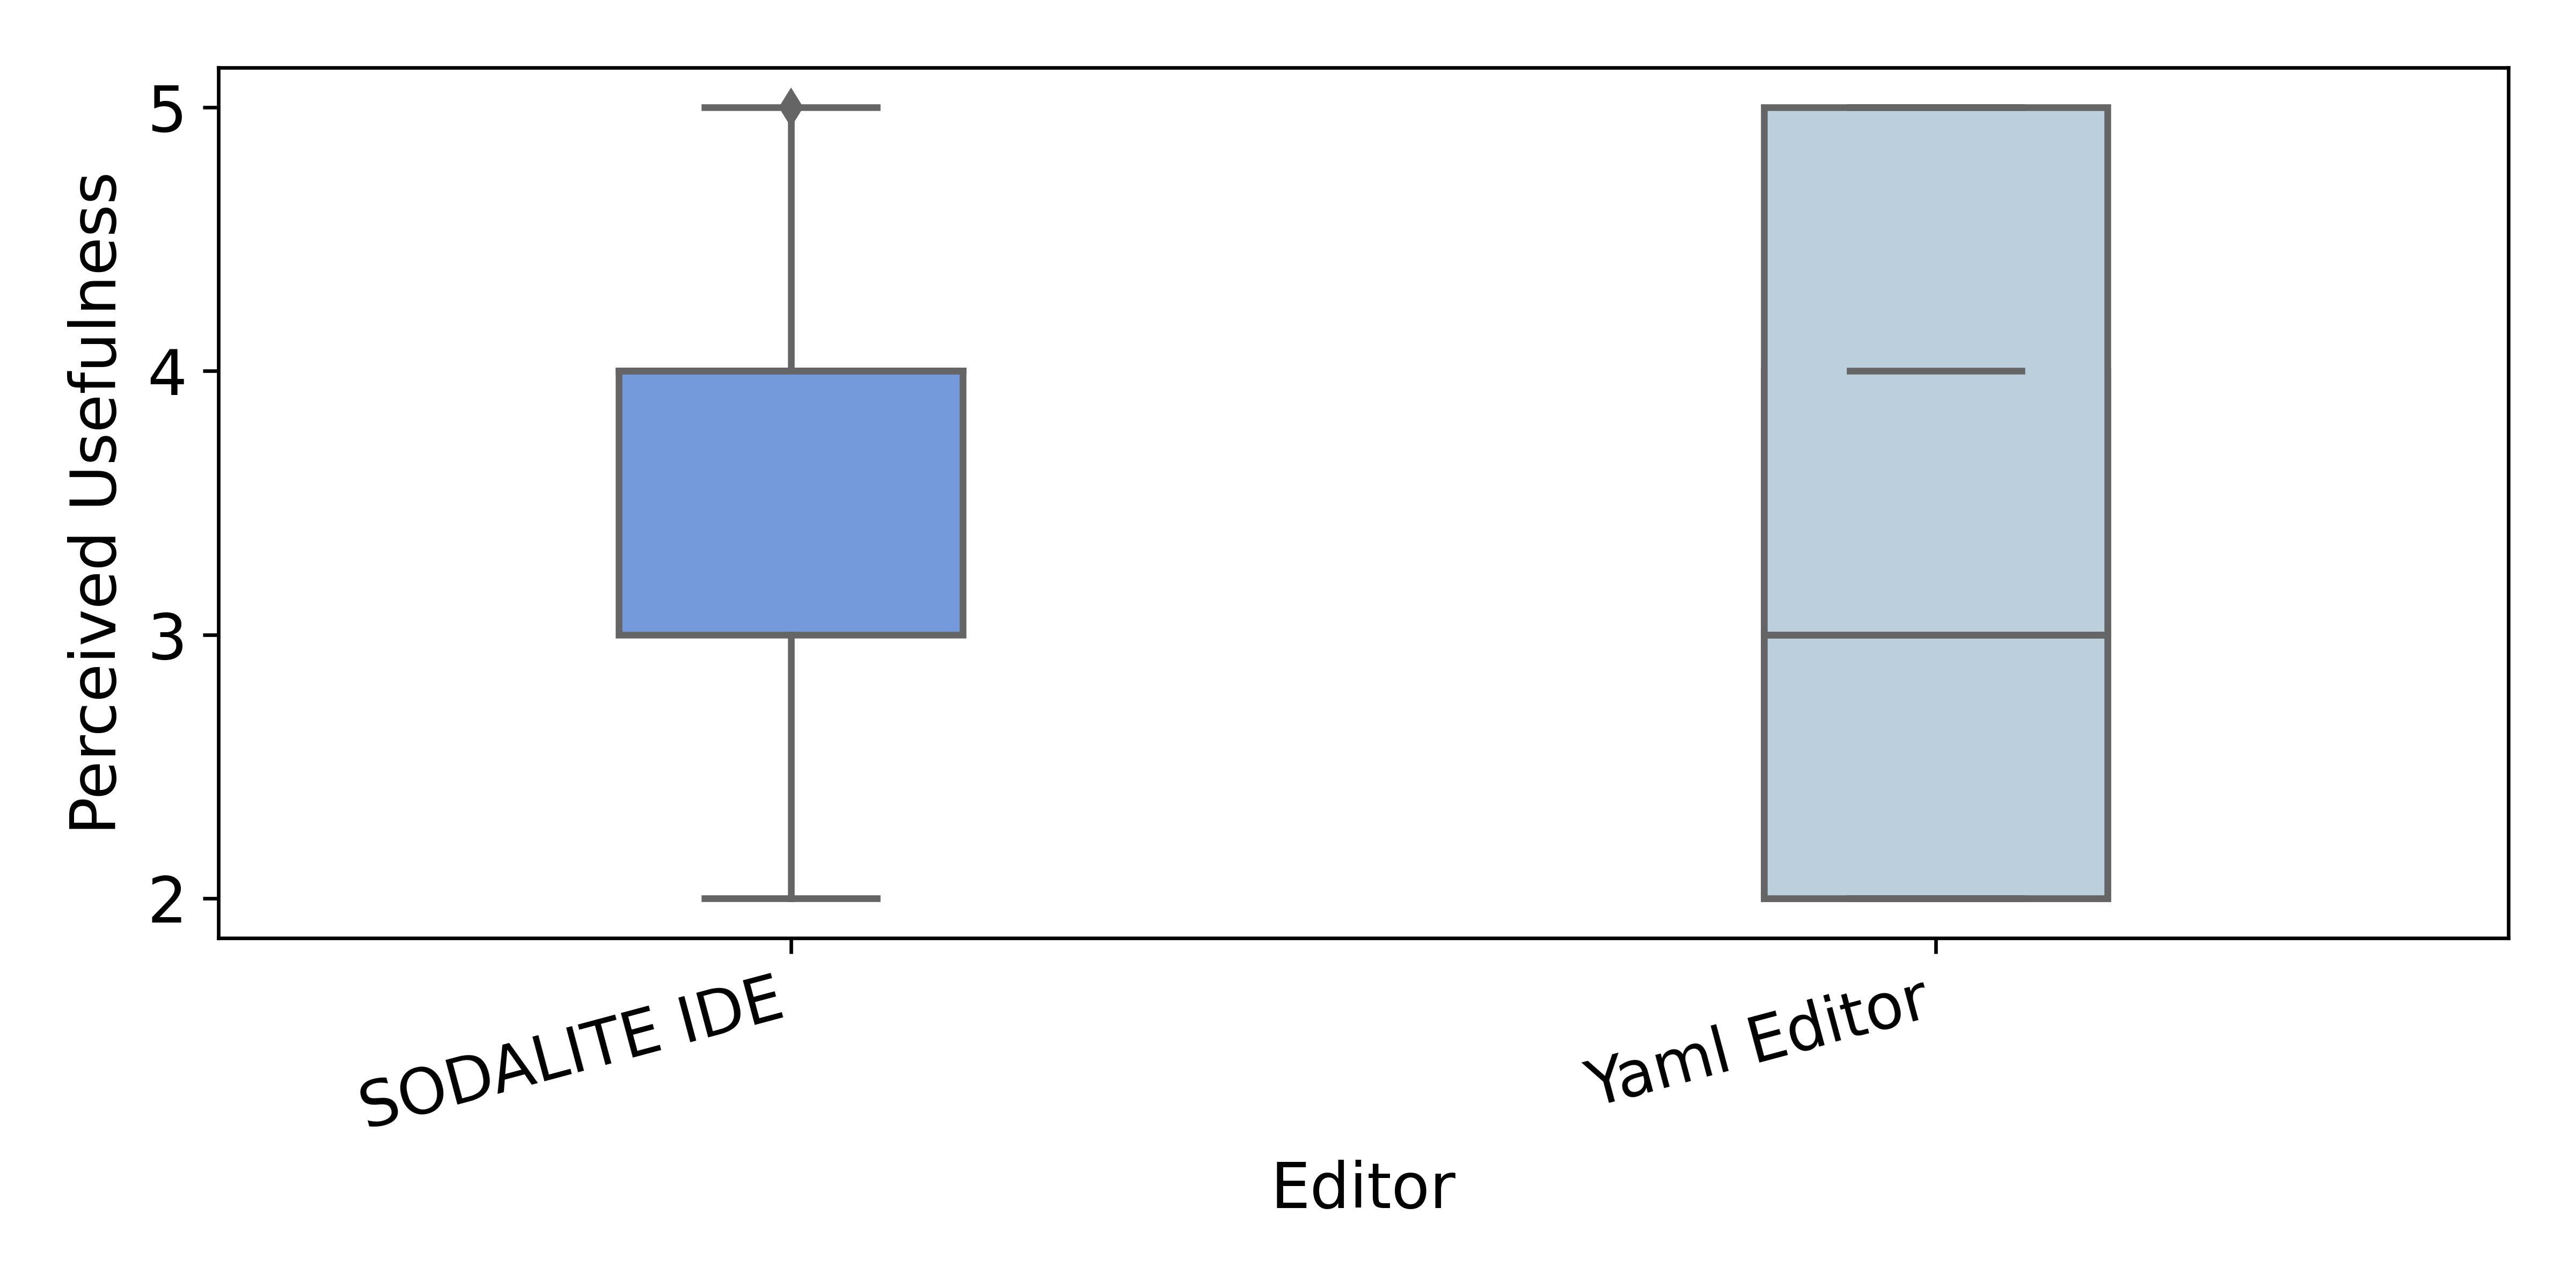 Perceived Usefulness
5
4
3
2
SODALITE IDE
Yaml Editor
Editor